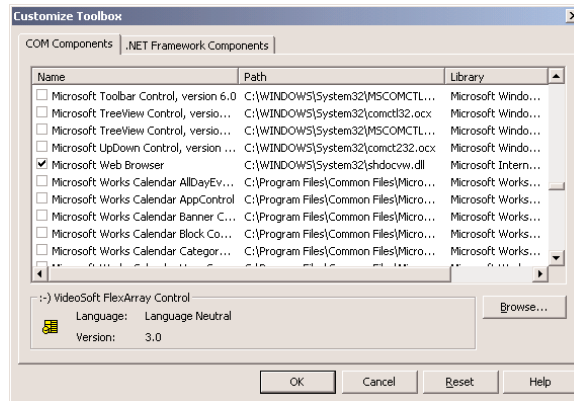 Customize Toolbox
COM Components .NET Framework Components
Name Path Library
Microsoft Toolbar Control, version 6.0 C:\WINDOWS\System32\MSCOMCTL... Microsoft Windo...
Microsoft TreeView Control, versio... C:\WINDOWS\System32\comctl32.ocx Microsoft Windo...
Microsoft TreeView Control, versio... C:\WINDOWS\System32\MSCOMCTL... Microsoft Windo...
Microsoft UpDown Control, version ... C:\WINDOWS\System32\comct232.ocx Microsoft Windo...
Microsoft Web Browser C:\WINDOWS\System32\shdocvw.dll Microsoft Intern...
Microsoft Works Calendar AllDayEv... C:\Program Files\Common Files\Micro... Microsoft Works...
Microsoft Works Calendar AppControl C:\Program Files\Common Files\Micro... Microsoft Works...
Microsoft Works Calendar Banner C... C:\Program Files\Common Files\Micro... Microsoft Works...
Microsoft Works Calendar Block Co... C:\Program Files\Common Files\Micro... Microsoft Works...
Microsoft Works Calendar Categor... C:\Program Files\Common Files\Micro... Microsoft Works...
:-) VideoSoft FlexArray Control
Language: Language Neutral
Version: 3.0
Browse...
OK Cancel Reset Help